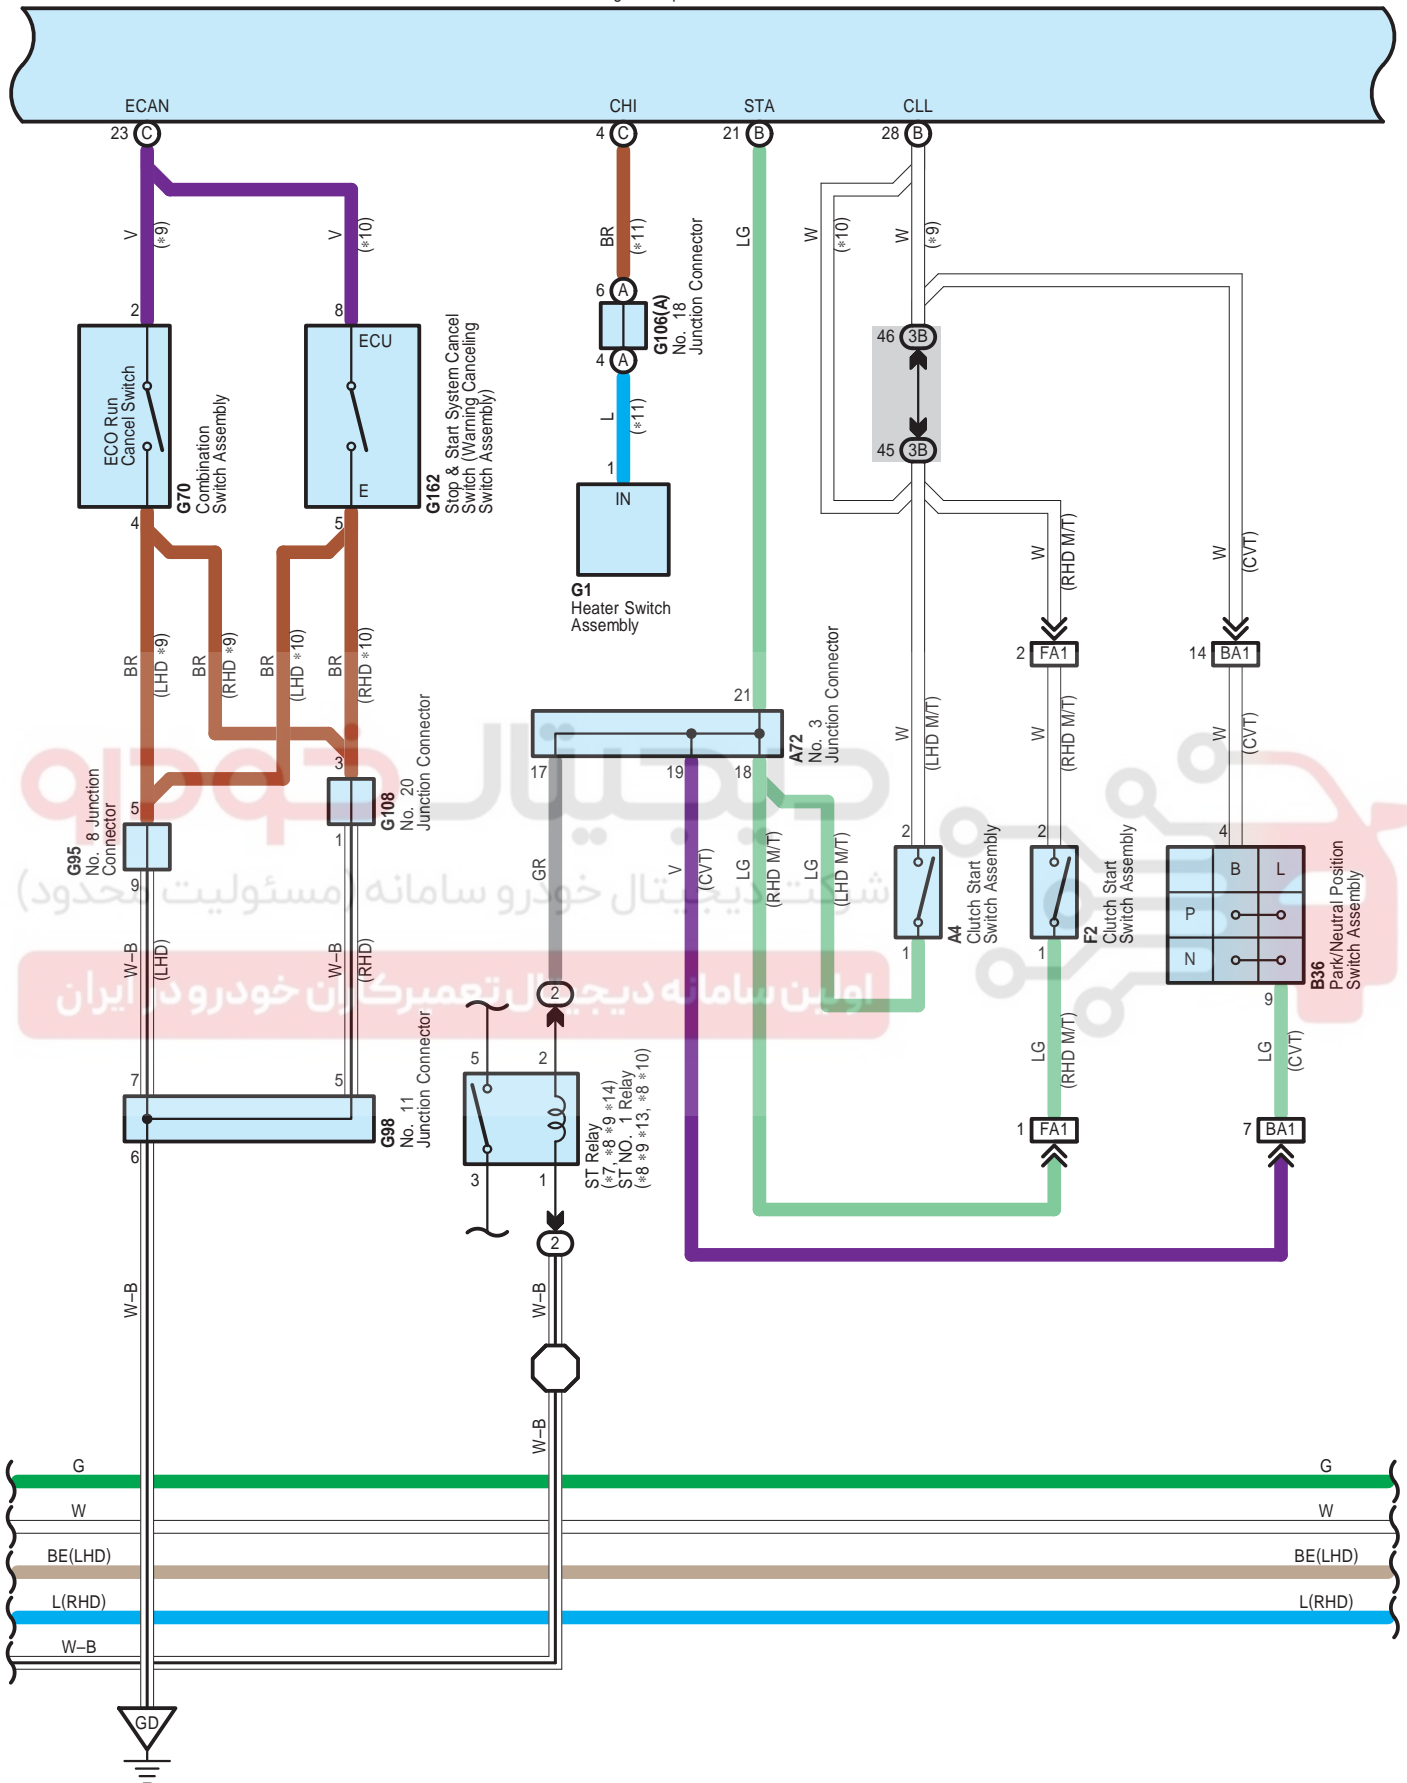 ECAN
CHI
STA
CLL
23 C
4 C
21 B
28 B
V
(*9)
V
(*10)
BR
(*11)
LG
W
(*10)
W
(*9)
2
8
6 A
G106(A)
No. 18
Junction Connector
4 A
46 3B
45 3B
ECO Run
Cancel Switch
G70
Combination
Switch Assembly
ECU
E
G162
Stop & Start System Cancel
Switch (Warning Canceling
Switch Assembly)
L
(*11)
1
IN
G1
Heater Switch
Assembly
4
5
W
(RHD M/T)
W
(CVT)
BR
(LHD *9)
BR
(RHD *9)
BR
(LHD *10)
BR
(RHD *10)
2 FA1
14 BA1
21
A72
No. 3
Junction Connector
17
19
18
W
(LHD M/T)
W
(RHD M/T)
W
(CVT)
دیجیتال خودرو
3
G108
No. 20
Junction Connector
1
5
G95
No. 8 Junction
Connector
9
شرکت دیجیتال خودرو سامانه (مسئولیت محدود)
GR
V
(CVT)
LG
(RHD M/T)
LG
(LHD M/T)
2
A4
Clutch Start
Switch Assembly
1
2
F2
Clutch Start
Switch Assembly
1
4
B L
P
N
B36
Park/Neutral Position
Switch Assembly
9
W–B
(LHD)
W–B
(RHD)
اولین سامانه دیجیتال تعمیرکاران خودرو در ایران
2
7
5
G98
No. 11
Junction Connector
6
5
2
3
1
ST Relay
(*7, *8 *9 *14)
ST NO. 1 Relay
(*8 *9 *13, *8 *10)
2
LG
(RHD M/T)
LG
(CVT)
1 FA1
7 BA1
W–B
W–B
W–B
G
G
W
W
BE(LHD)
BE(LHD)
L(RHD)
L(RHD)
W–B
GD